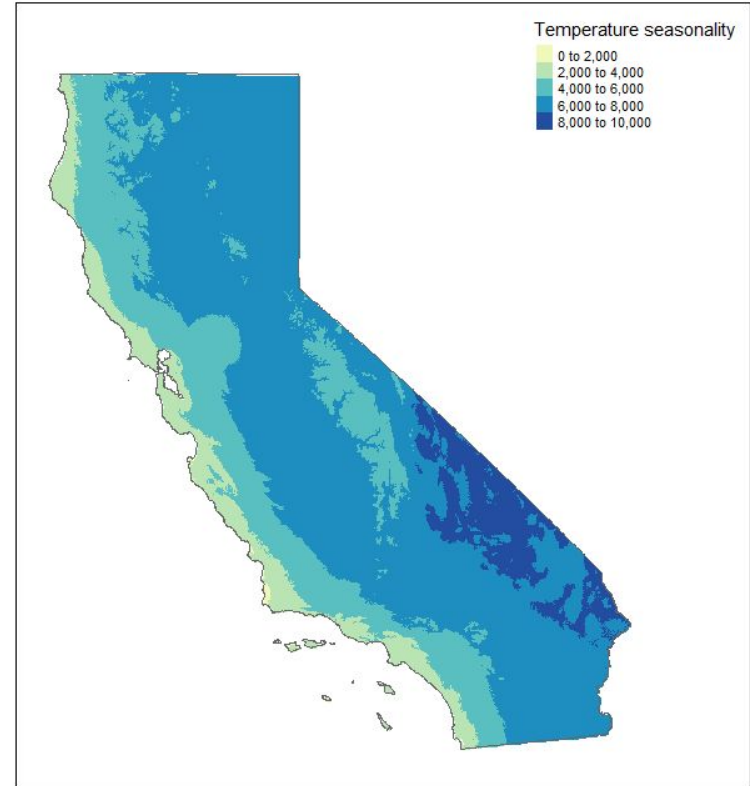 Temperature seasonality
0 to 2,000
2,000 to 4,000
4,000 to 6,000
6,000 to 8,000
8,000 to 10,000